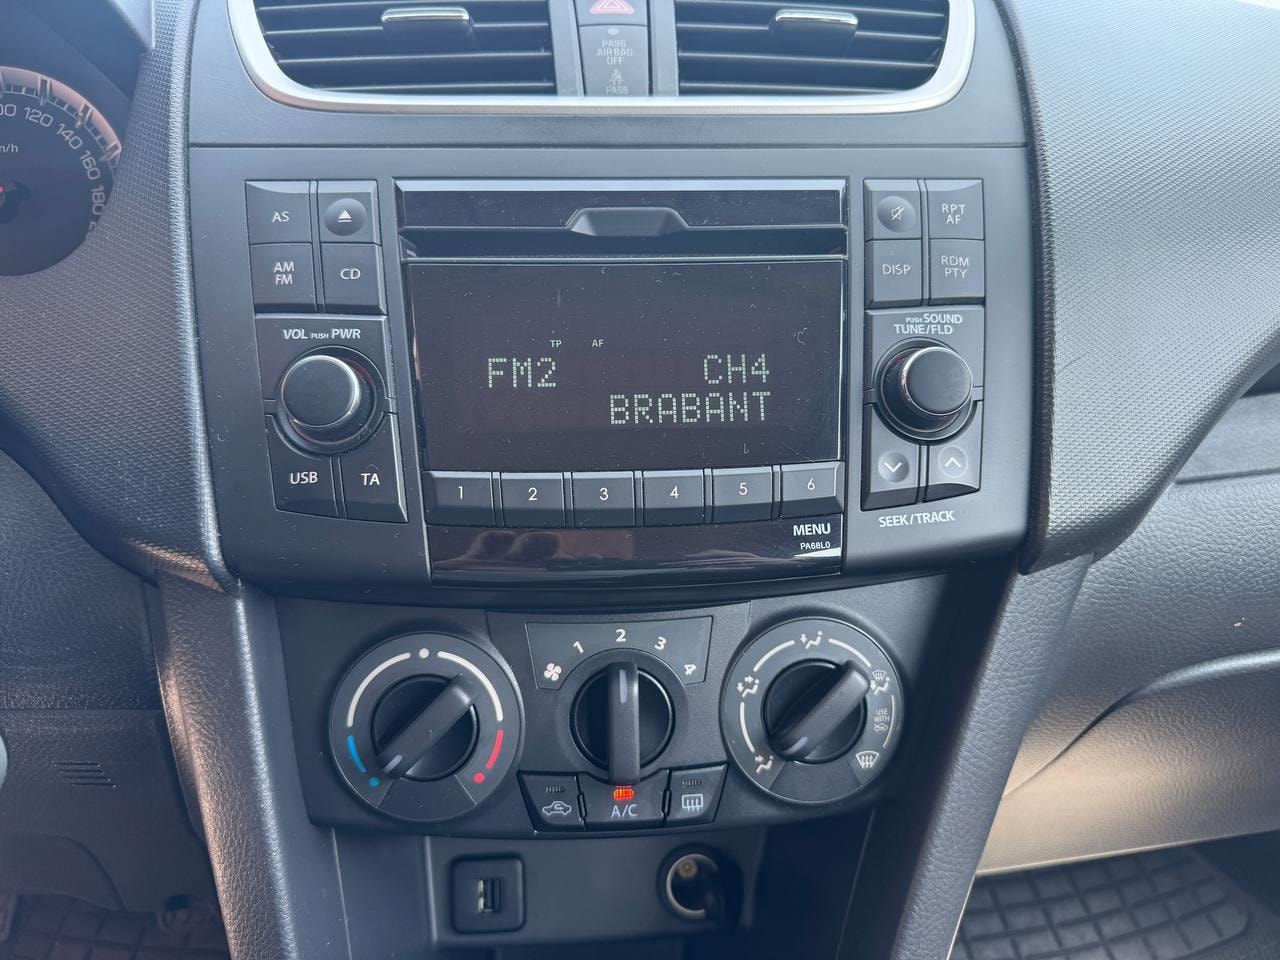 PASS
AIR BAG
OFF
PASS
00 120 140 160 180
m/h
AS
AM
FM
CD
VOL PUSH PWR
USB
TA
TP AF
FM2 CH4
BRABANT
1 2 3 4 5 6
MENU
PA68L0
RPT
AF
DISP
RDM
PTY
PUSH SOUND
TUNE/FLD
SEEK/TRACK
1 2 3 4
A/C
USE
WITH